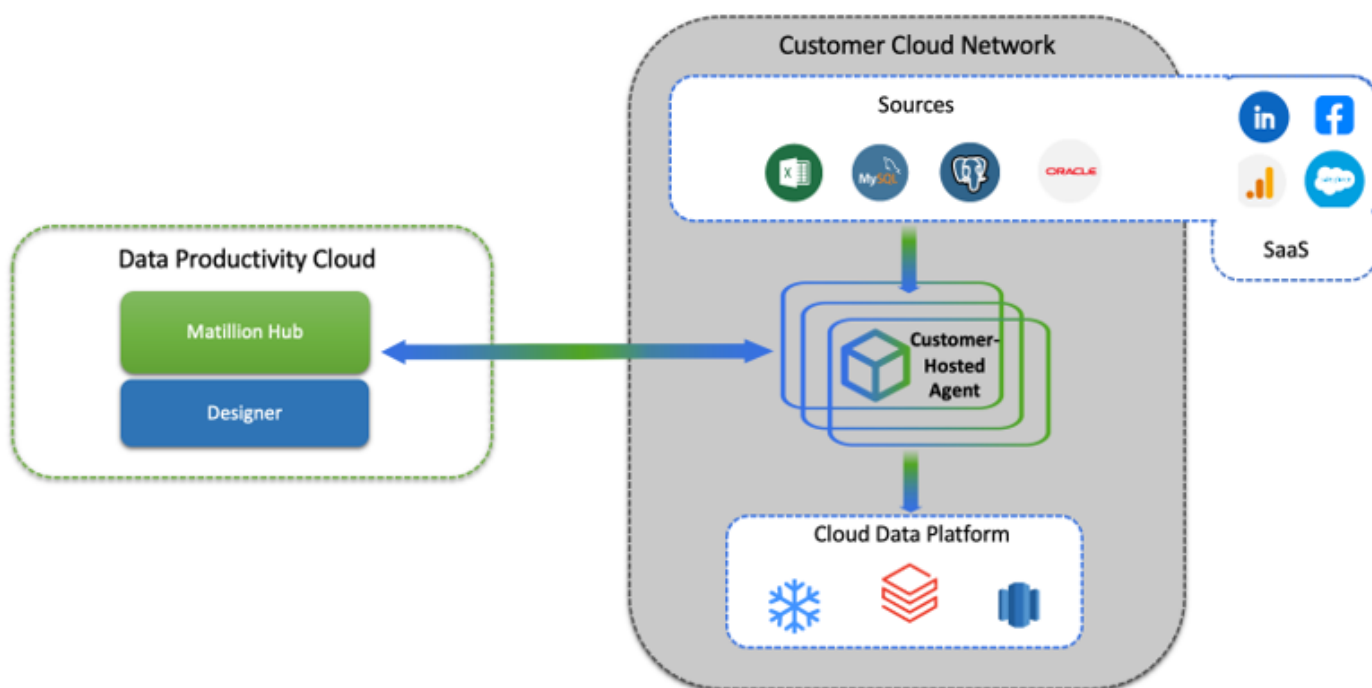 Customer Cloud Network
Sources
in
f
X
MySQL
ORACLE
SaaS
Data Productivity Cloud
Matillion Hub
Designer
Customer-
Hosted
Agent
Cloud Data Platform